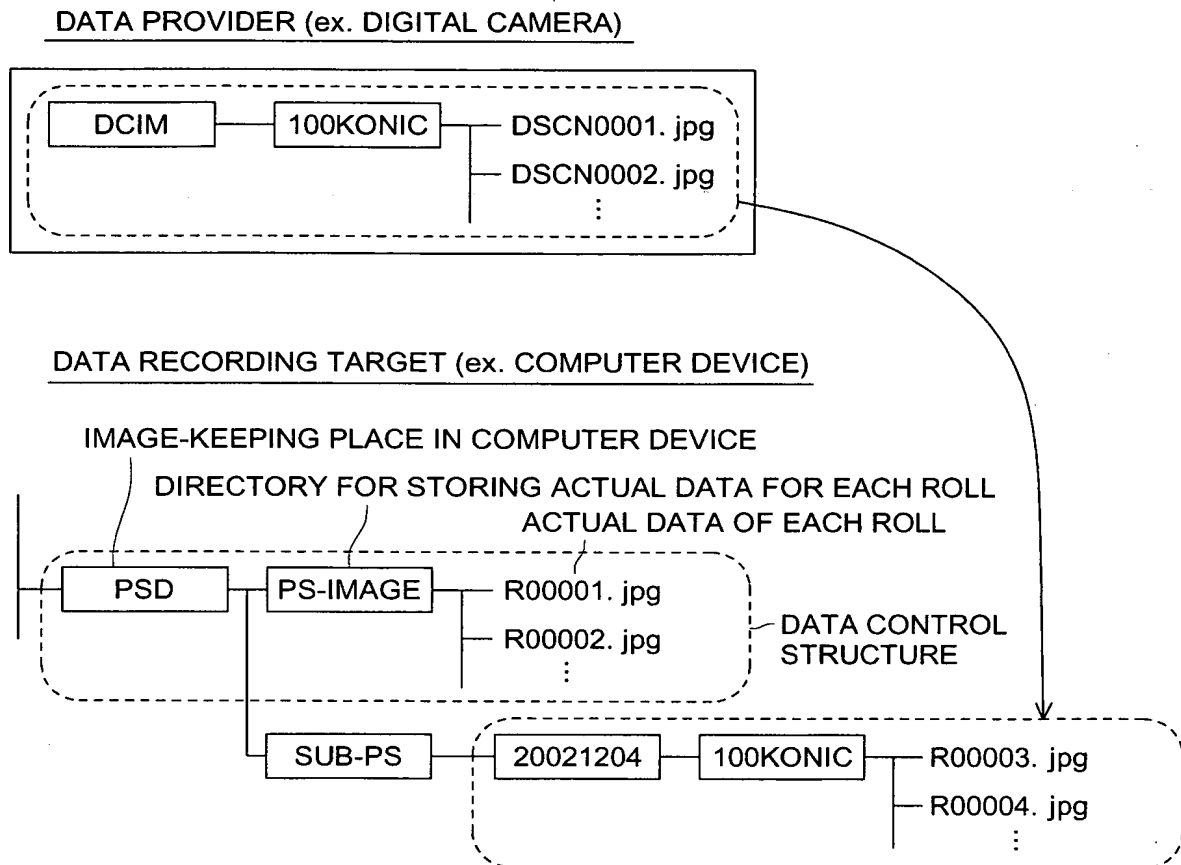 DATA PROVIDER (ex. DIGITAL CAMERA)
DCIM
100KONIC
DSCN0001. jpg
DSCN0002. jpg
⋮
DATA RECORDING TARGET (ex. COMPUTER DEVICE)
IMAGE-KEEPING PLACE IN COMPUTER DEVICE
DIRECTORY FOR STORING ACTUAL DATA FOR EACH ROLL
ACTUAL DATA OF EACH ROLL
PSD
PS-IMAGE
R00001. jpg
R00002. jpg
⋮
DATA CONTROL
STRUCTURE
SUB-PS
20021204
100KONIC
R00003. jpg
R00004. jpg
⋮